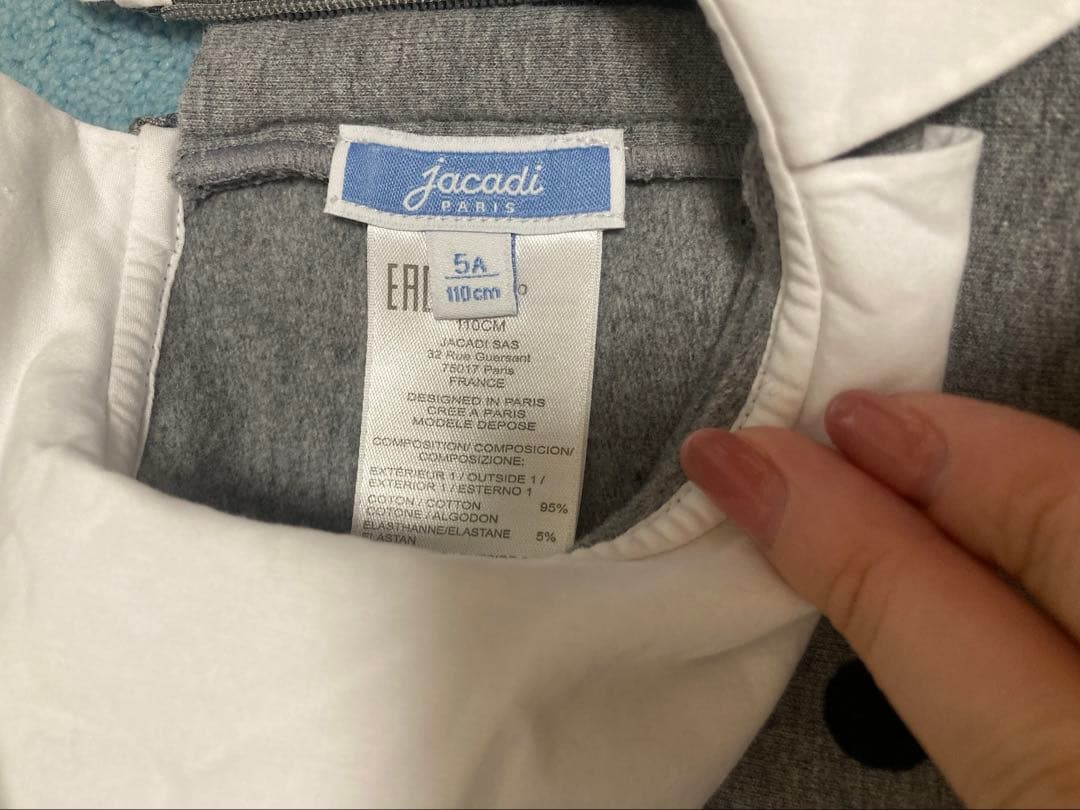 jacadi
PARIS
5A
110cm
EAC
110CM
JACADI SAS
32 Rue Guersant
75017 Paris
FRANCE
DESIGNED IN PARIS
CREE A PARIS
MODELE DEPOSE
COMPOSITION/ COMPOSICION/
COMPOSIZIONE:
EXTÉRIEUR 1 / OUTSIDE 1 /
EXTERIOR 1 / ESTERNO 1
COTON / COTTON 95%
COTONE / ALGODON
ELASTHANNE/ELASTANE 5%
ELASTAN